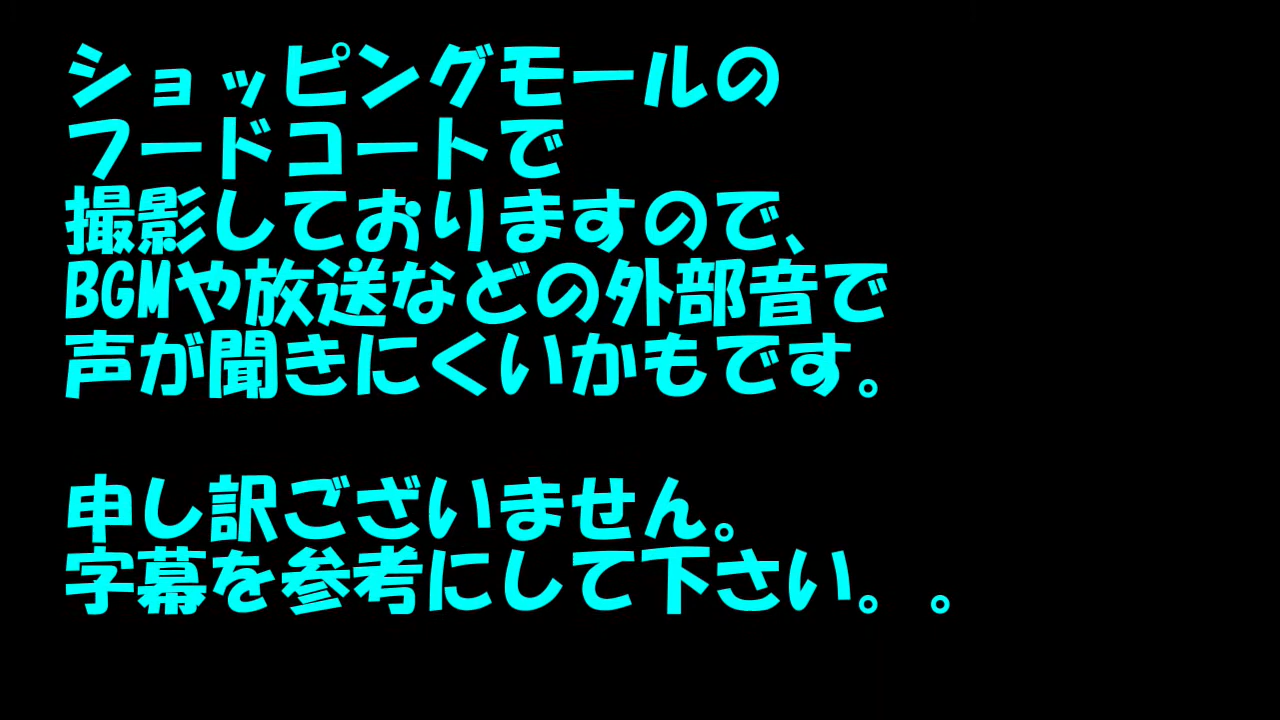 ショッピングモールの
フードコートで
撮影しておりますので、
BGMや放送などの外部音で
声が聞きにくいかもです。
申し訳ございません。
字幕を参考にして下さい。。